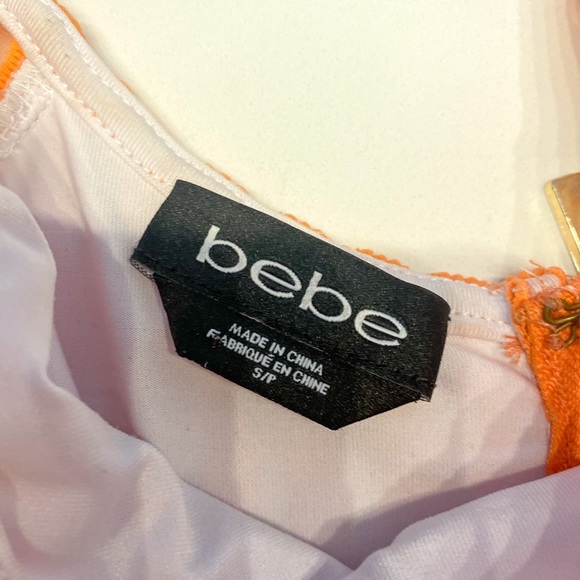 bebe
MADE IN CHINA
FABRIQUÉ EN CHINE
S/P